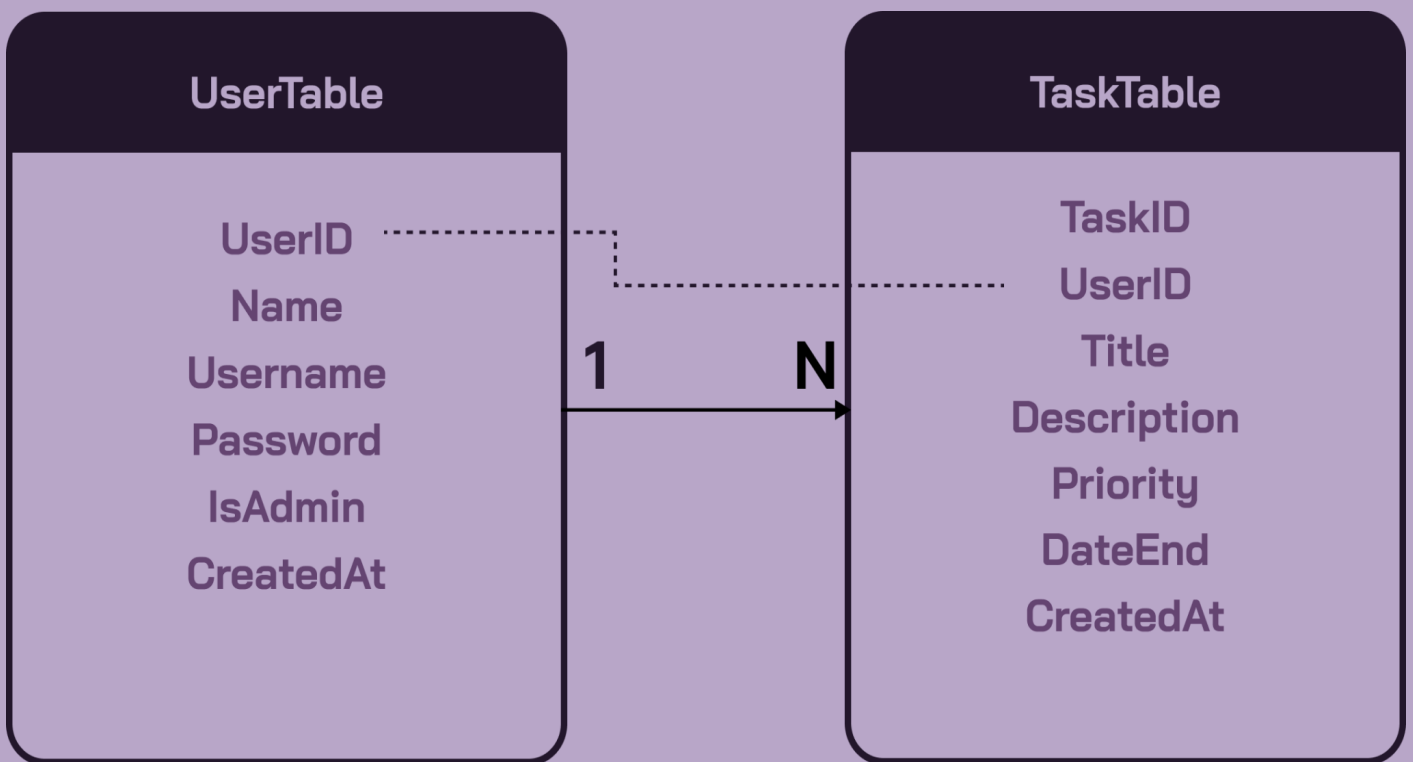 UserTable
UserID
Name
Username
Password
IsAdmin
CreatedAt
1
N
TaskTable
TaskID
UserID
Title
Description
Priority
DateEnd
CreatedAt